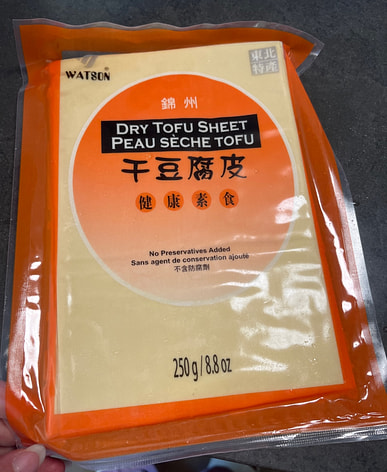 WATSON®
東北
特產
錦州
DRY TOFU SHEET
PEAU SÈCHE TOFU
干豆腐皮
健康素食
No Preservatives Added
Sans agent de conservation ajouté
不含防腐劑
250 g / 8.8 oz